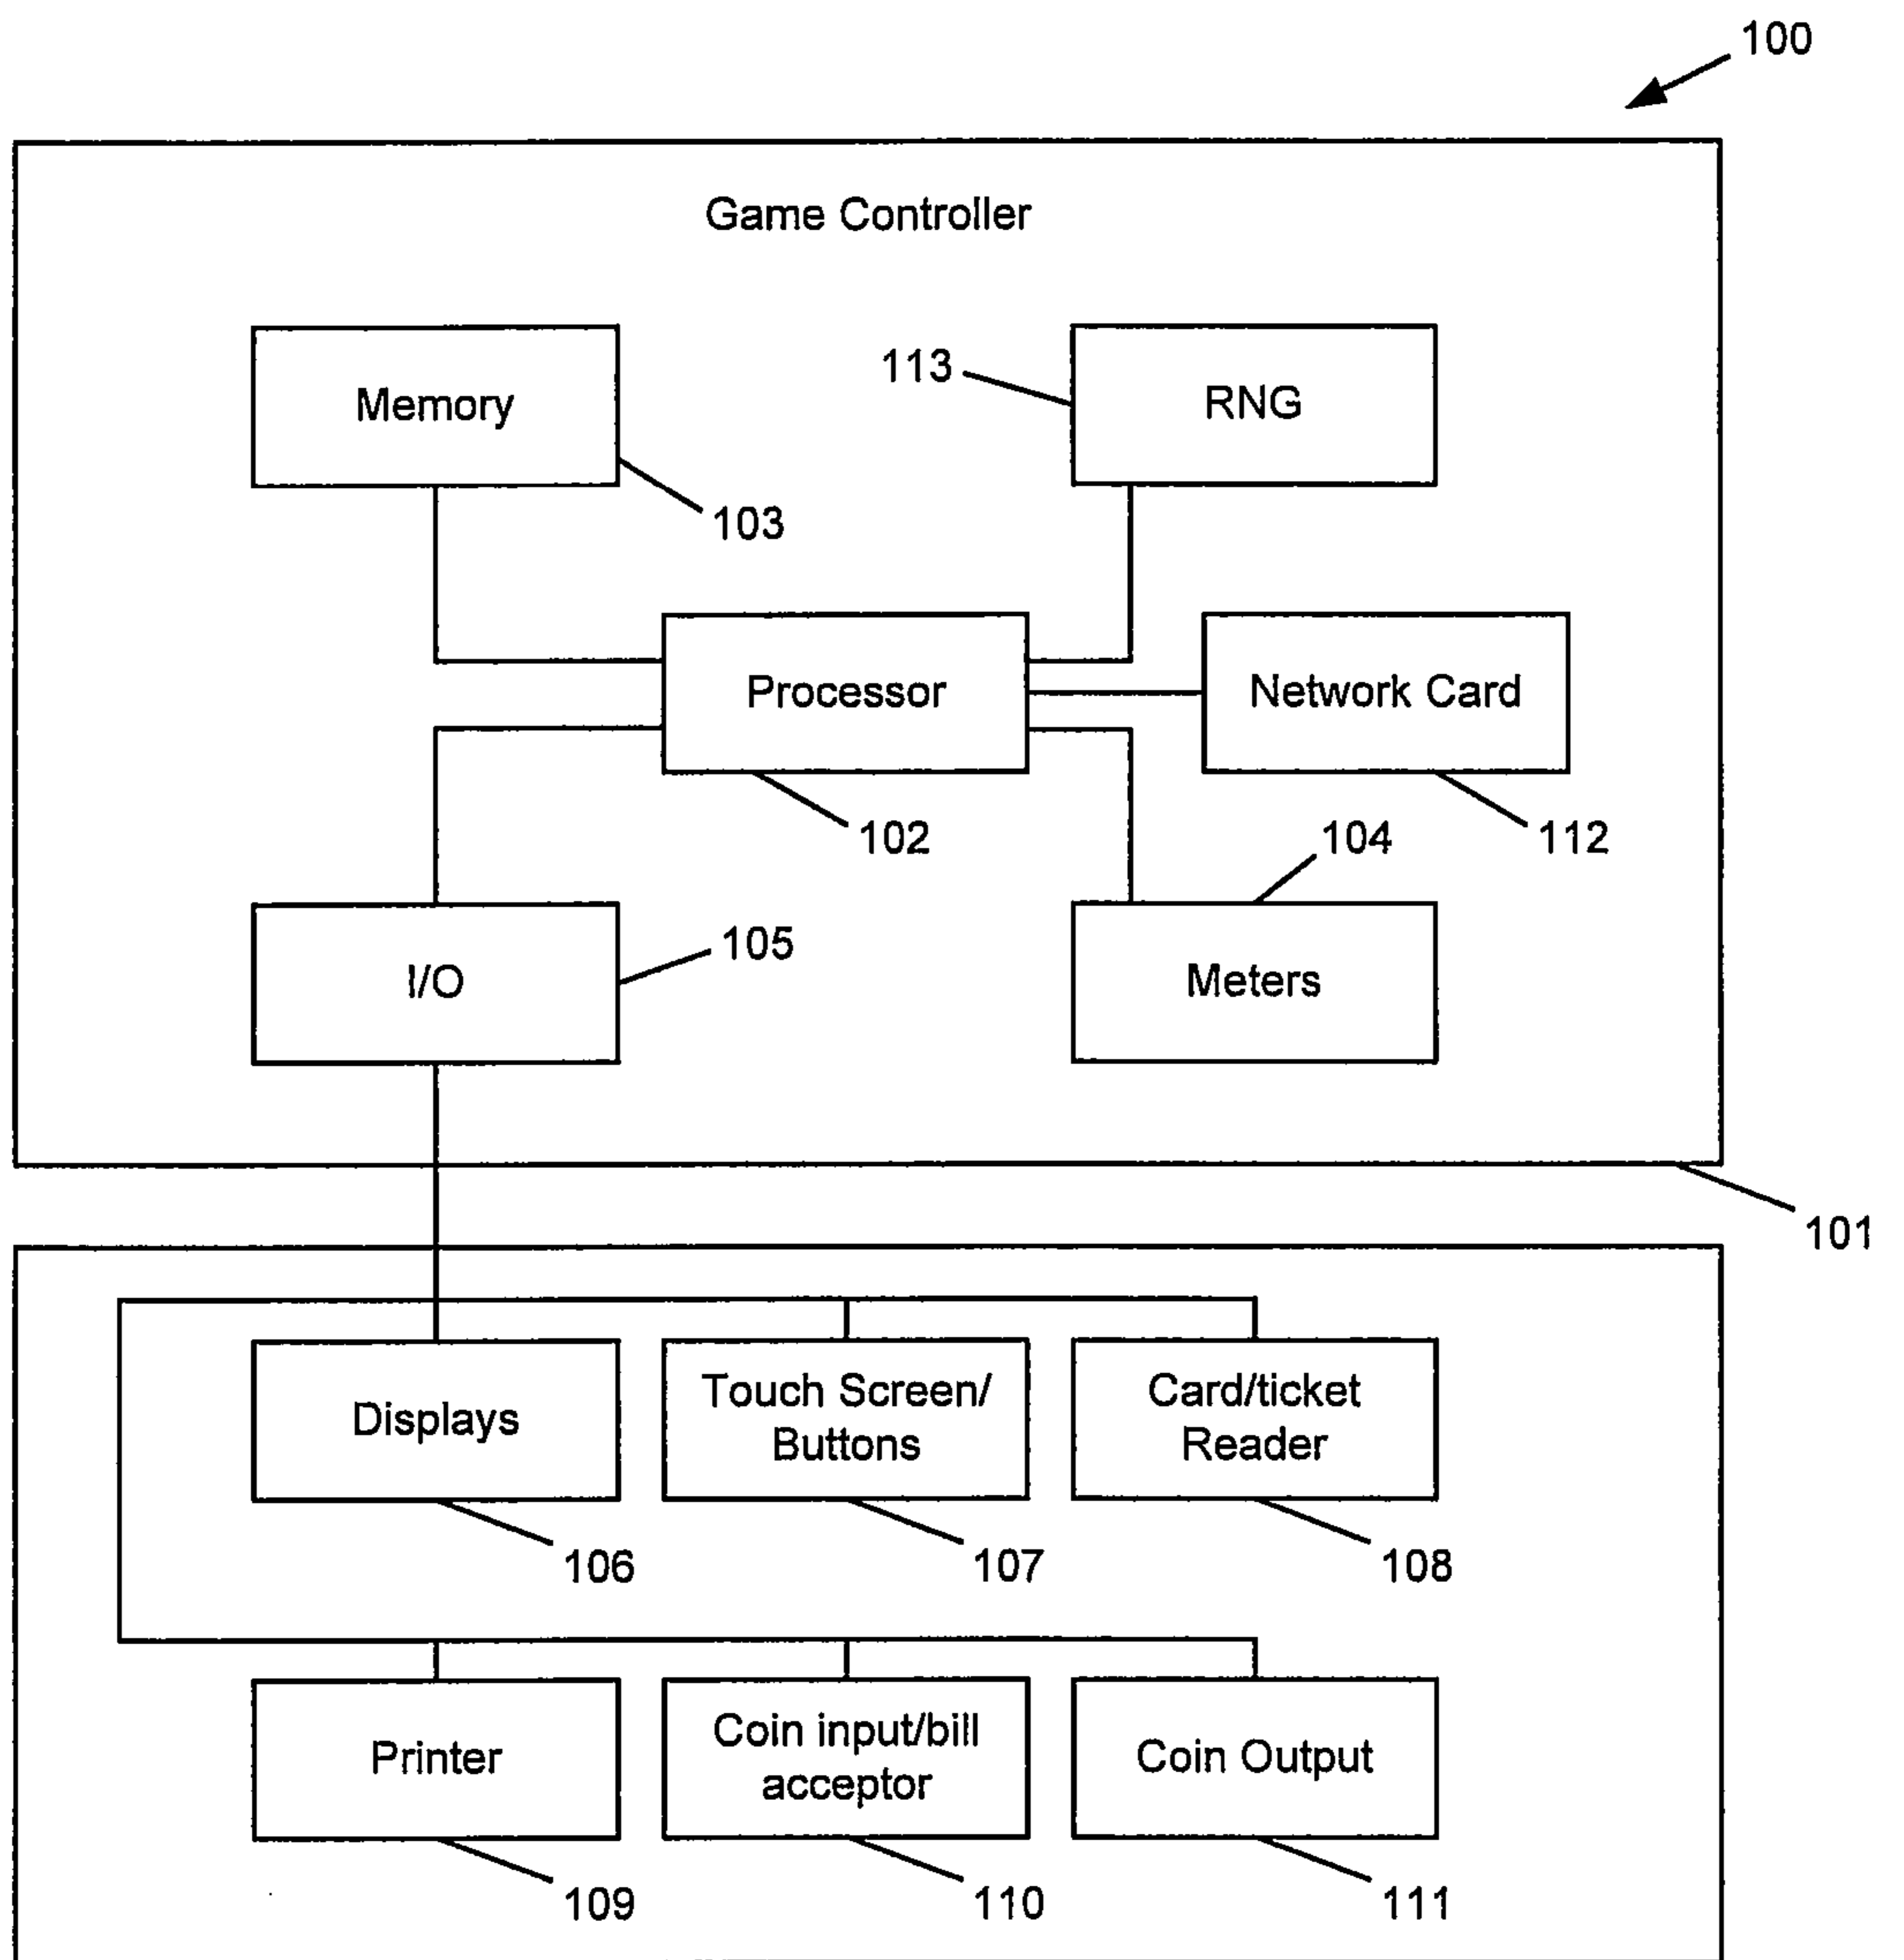 100
Game Controller
Memory
113
RNG
103
Processor
Network Card
102
104
112
105
I/O
Meters
101
Displays
Touch Screen/
Buttons
Card/ticket
Reader
106
107
108
Printer
Coin input/bill
acceptor
Coin Output
109
110
111